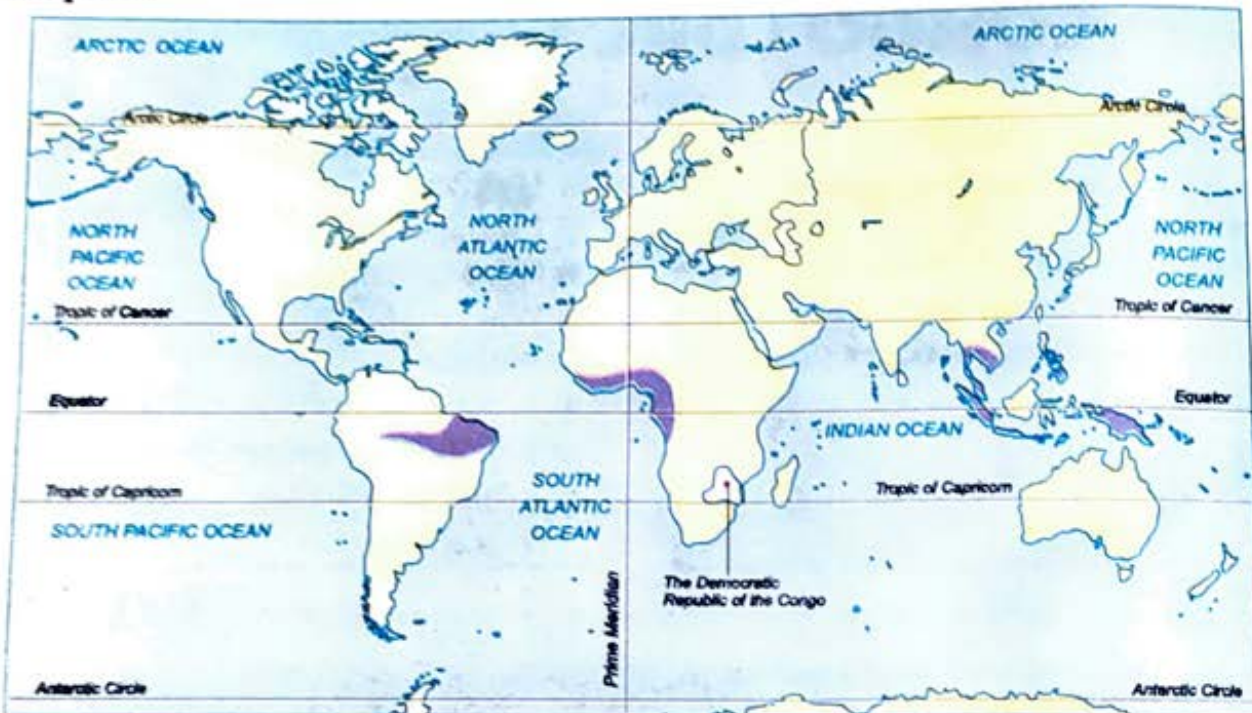 ARCTIC OCEAN
ARCTIC OCEAN
Arctic Circle
Arctic Circle
NORTH
PACIFIC
OCEAN
NORTH
ATLANTIC
OCEAN
NORTH
PACIFIC
OCEAN
Tropic of Cancer
Tropic of Cancer
Equator
Equator
INDIAN OCEAN
Tropic of Capricorn
SOUTH
ATLANTIC
OCEAN
Tropic of Capricorn
SOUTH PACIFIC OCEAN
The Democratic
Republic of the Congo
Prime Meridian
Antarctic Circle
Antarctic Circle